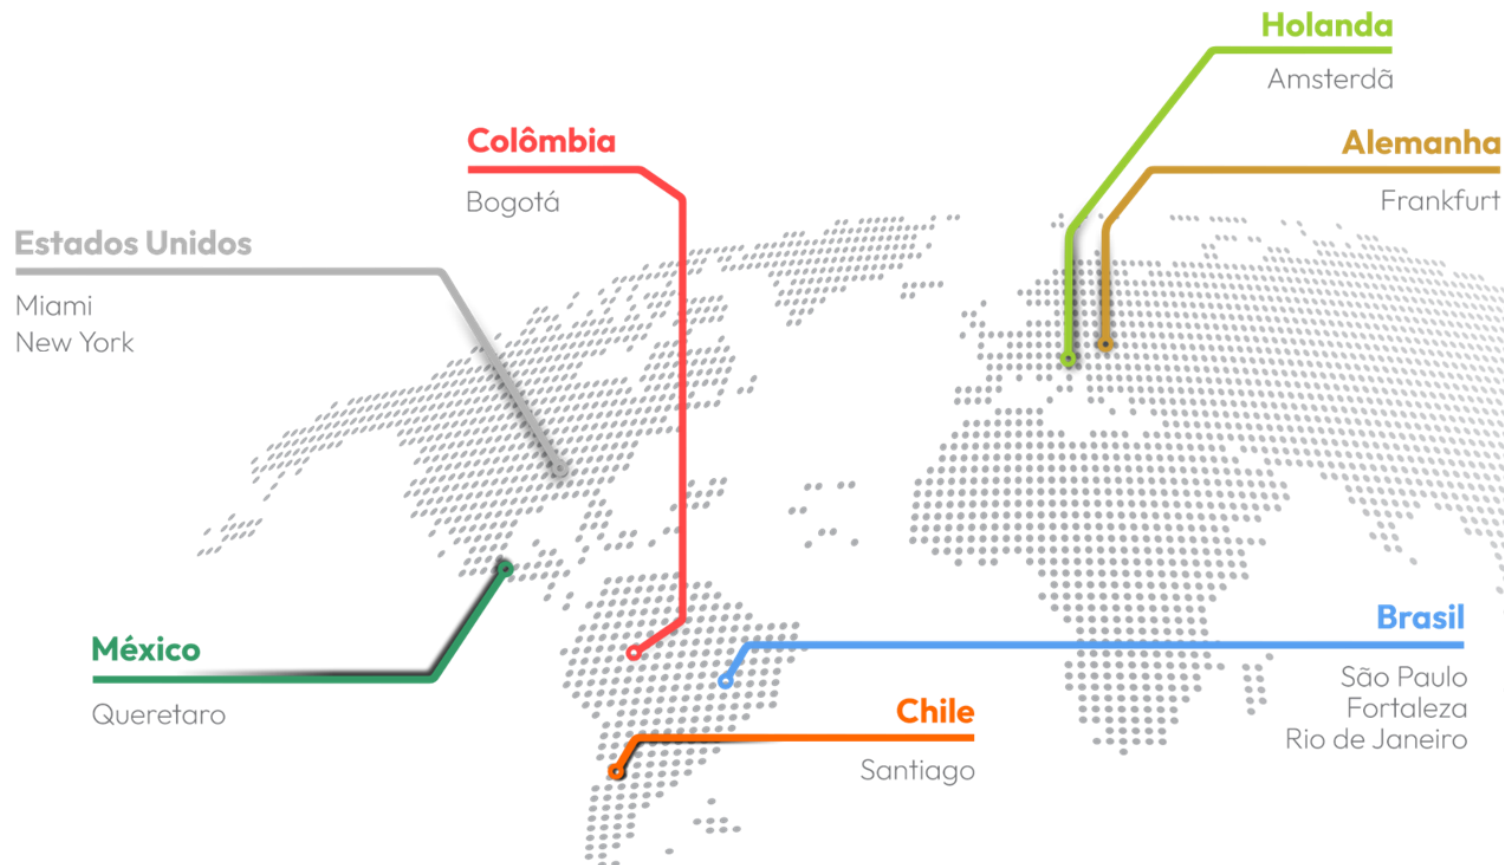 Holanda
Amsterdã
Colômbia
Bogotá
Alemanha
Frankfurt
Estados Unidos
Miami
New York
México
Queretaro
Brasil
São Paulo
Fortaleza
Rio de Janeiro
Chile
Santiago